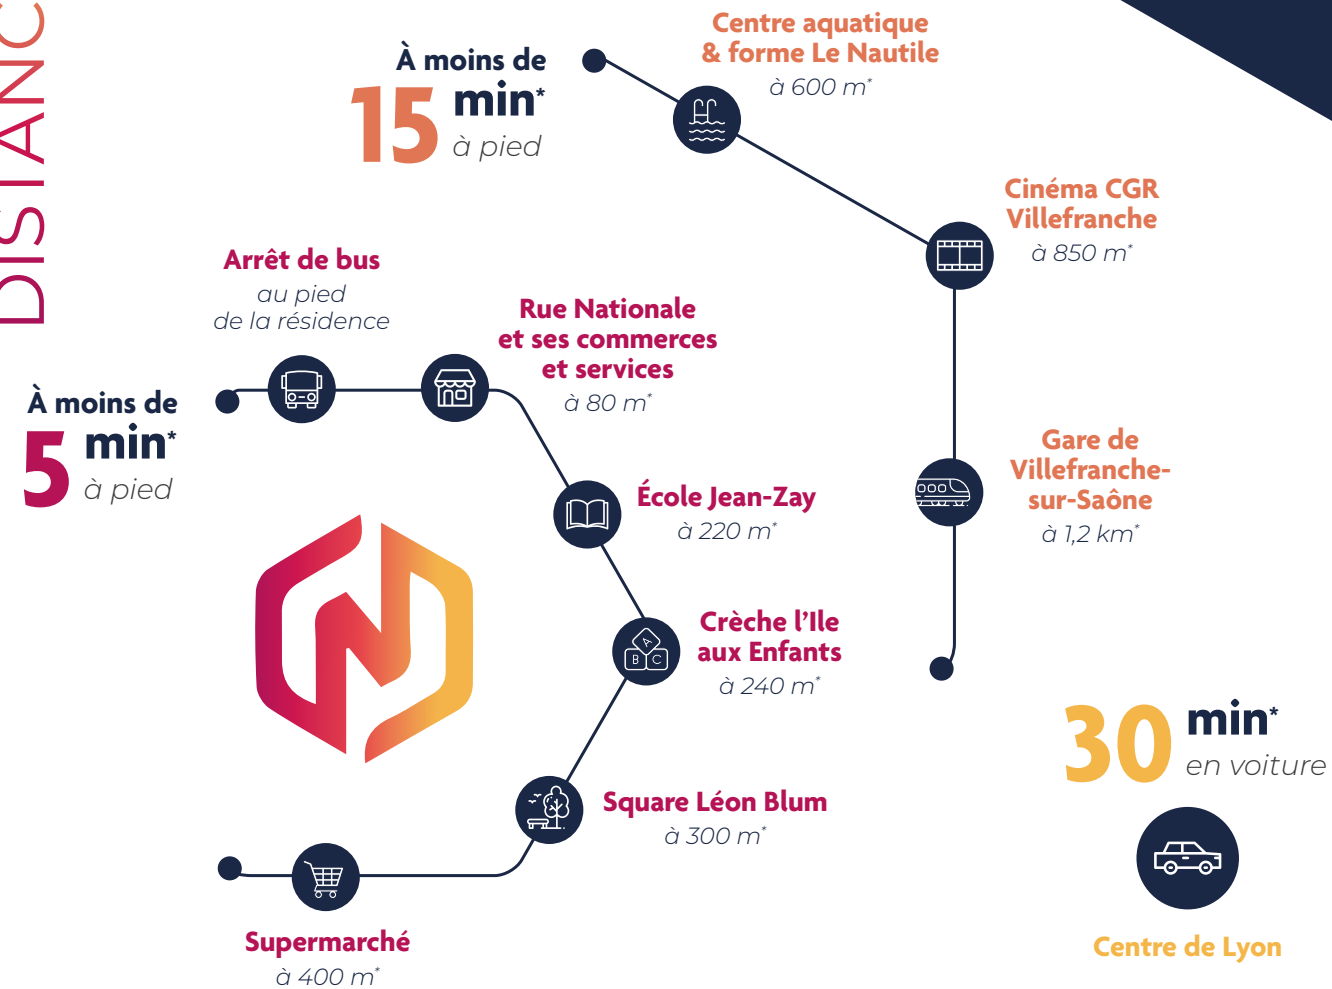 DISTANC
À moins de
15 min*
à pied
Centre aquatique
& forme Le Nautile
à 600 m*
Cinéma CGR
Villefranche
à 850 m*
Gare de
Villefranche-
sur-Saône
à 1,2 km*
À moins de
5 min*
à pied
Arrêt de bus
au pied
de la résidence
Rue Nationale
et ses commerces
et services
à 80 m*
École Jean-Zay
à 220 m*
A
B C
Crèche l’Ile
aux Enfants
à 240 m*
Square Léon Blum
à 300 m*
Supermarché
à 400 m*
30 min*
en voiture
Centre de Lyon